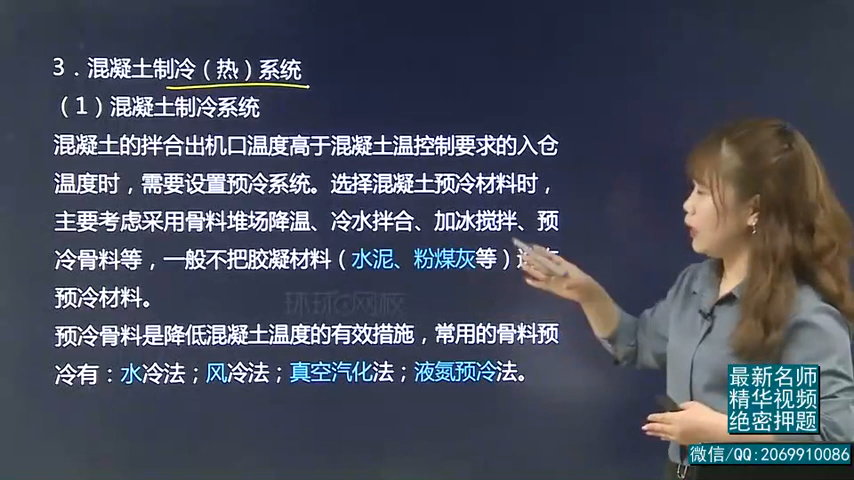 3．混凝土制冷（热）系统
（1）混凝土制冷系统
混凝土的拌合出机口温度高于混凝土温控制要求的入仓
温度时，需要设置预冷系统。选择混凝土预冷材料时，
主要考虑采用骨料堆场降温、冷水拌合、加冰搅拌、预
冷骨料等，一般不把胶凝材料（水泥、粉煤灰等）
预冷材料。
环球网校
预冷骨料是降低混凝土温度的有效措施，常用的骨料预
冷有：水冷法；风冷法；真空汽化法；液氮预冷法。
最新名师
精华视频
绝密押题
微信/QQ:2069910086